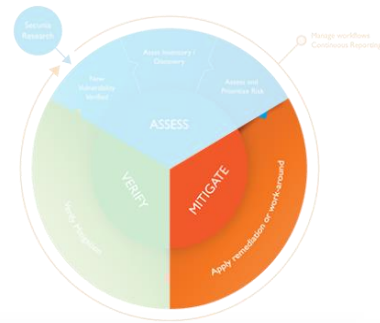 Secunia
Research
Manage workflows
Continuous Reporting
Asset Inventory /
Discovery
New
Vulnerability
Verified
Assess and
Prioritize Risk
ASSESS
VERIFY
MITIGATE
Verify Mitigation
Apply remediation or work-around